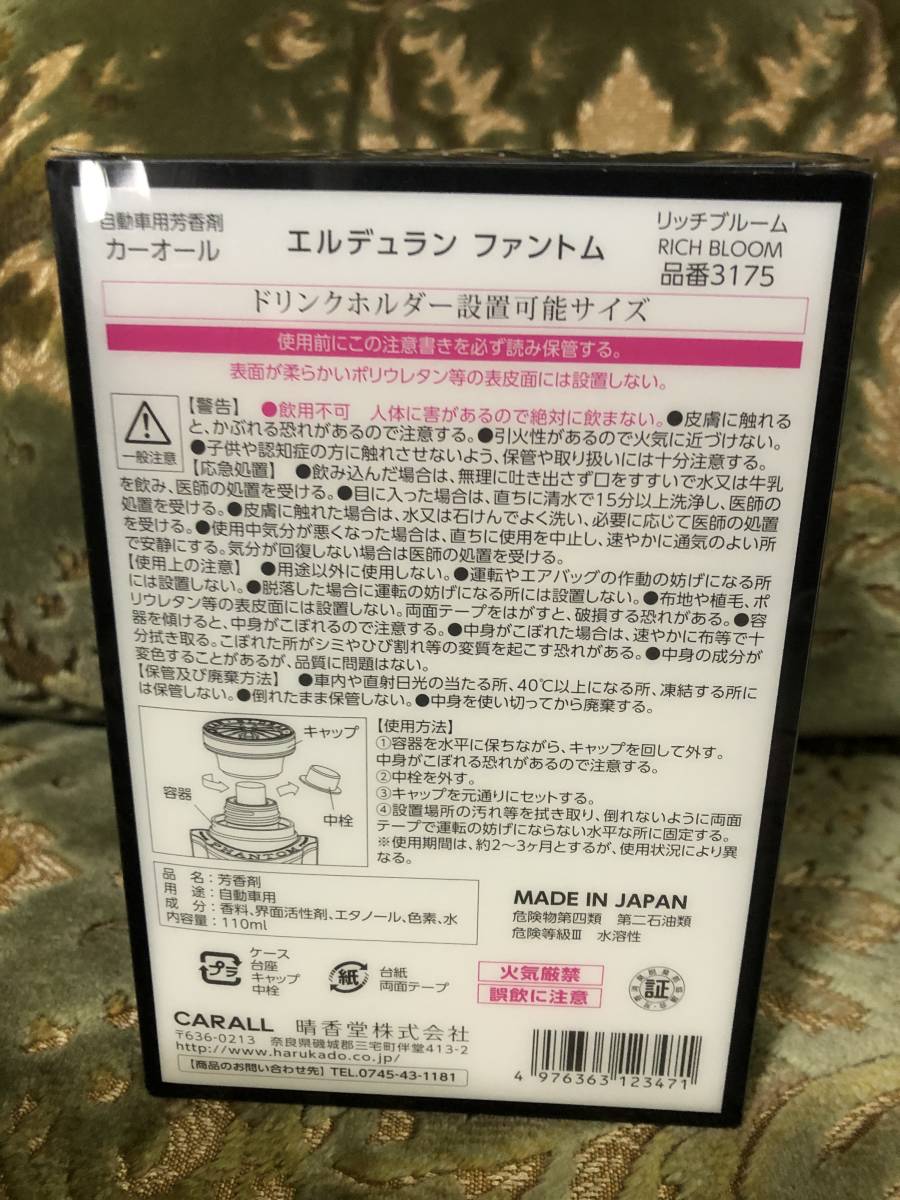 自動車用芳香剤
カーオール
エルデュラン ファントム
リッチブルーム
RICH BLOOM
品番3175
ドリンクホルダー設置可能サイズ
使用前にこの注意書きを必ず読み保管する。
表面が柔らかいポリウレタン等の表皮面には設置しない。
一般注意
【警告】 ●飲用不可 人体に害があるので絶対に飲まない。●皮膚に触れる
と、かぶれる恐れがあるので注意する。●引火性があるので火気に近づけない。
●子供や認知症の方に触れさせないよう、保管や取り扱いには十分注意する。
【応急処置】 ●飲み込んだ場合は、無理に吐き出さず口をすすいで水又は牛乳
を飲み、医師の処置を受ける。●目に入った場合は、直ちに清水で15分以上洗浄し、医師の
処置を受ける。●皮膚に触れた場合は、水又は石けんでよく洗い、必要に応じて医師の処置
を受ける。●使用中気分が悪くなった場合は、直ちに使用を中止し、速やかに通気のよい所
で安静にする。気分が回復しない場合は医師の処置を受ける。
【使用上の注意】 ●用途以外に使用しない。●運転やエアバッグの作動の妨げになる所
には設置しない。●脱落した場合に運転の妨げになる所には設置しない。●布地や植毛、ポ
リウレタン等の表皮面には設置しない。両面テープをはがすと、破損する恐れがある。●容
器を傾けると、中身がこぼれるので注意する。●中身がこぼれた場合は、速やかに布等で十
分拭き取る。こぼれた所がシミやひび割れ等の変質を起こす恐れがある。●中身の成分が
変色することがあるが、品質に問題はない。
【保管及び廃棄方法】 ●車内や直射日光の当たる所、40℃以上になる所、凍結する所に
は保管しない。●倒れたまま保管しない。●中身を使い切ってから廃棄する。
キャップ
容器
中栓
PHANTOM
【使用方法】
①容器を水平に保ちながら、キャップを回して外す。
中身がこぼれる恐れがあるので注意する。
②中栓を外す。
③キャップを元通りにセットする。
④設置場所の汚れ等を拭き取り、倒れないように両面
テープで運転の妨げにならない水平な所に固定する。
※使用期間は、約2～3ヶ月とするが、使用状況により異
なる。
品 名:芳香剤
用 途:自動車用
成 分:香料、界面活性剤、エタノール、色素、水
内容量:110ml
MADE IN JAPAN
危険物第四類 第二石油類
危険等級Ⅲ 水溶性
プラ
ケース
台座
キャップ
中栓
紙
台紙
両面テープ
火気厳禁
誤飲に注意
証
CARALL 晴香堂株式会社
〒636-0213 奈良県磯城郡三宅町伴堂413-2
http://www.harukado.co.jp/
【商品のお問い合わせ先】 TEL.0745-43-1181
4 976363 123471